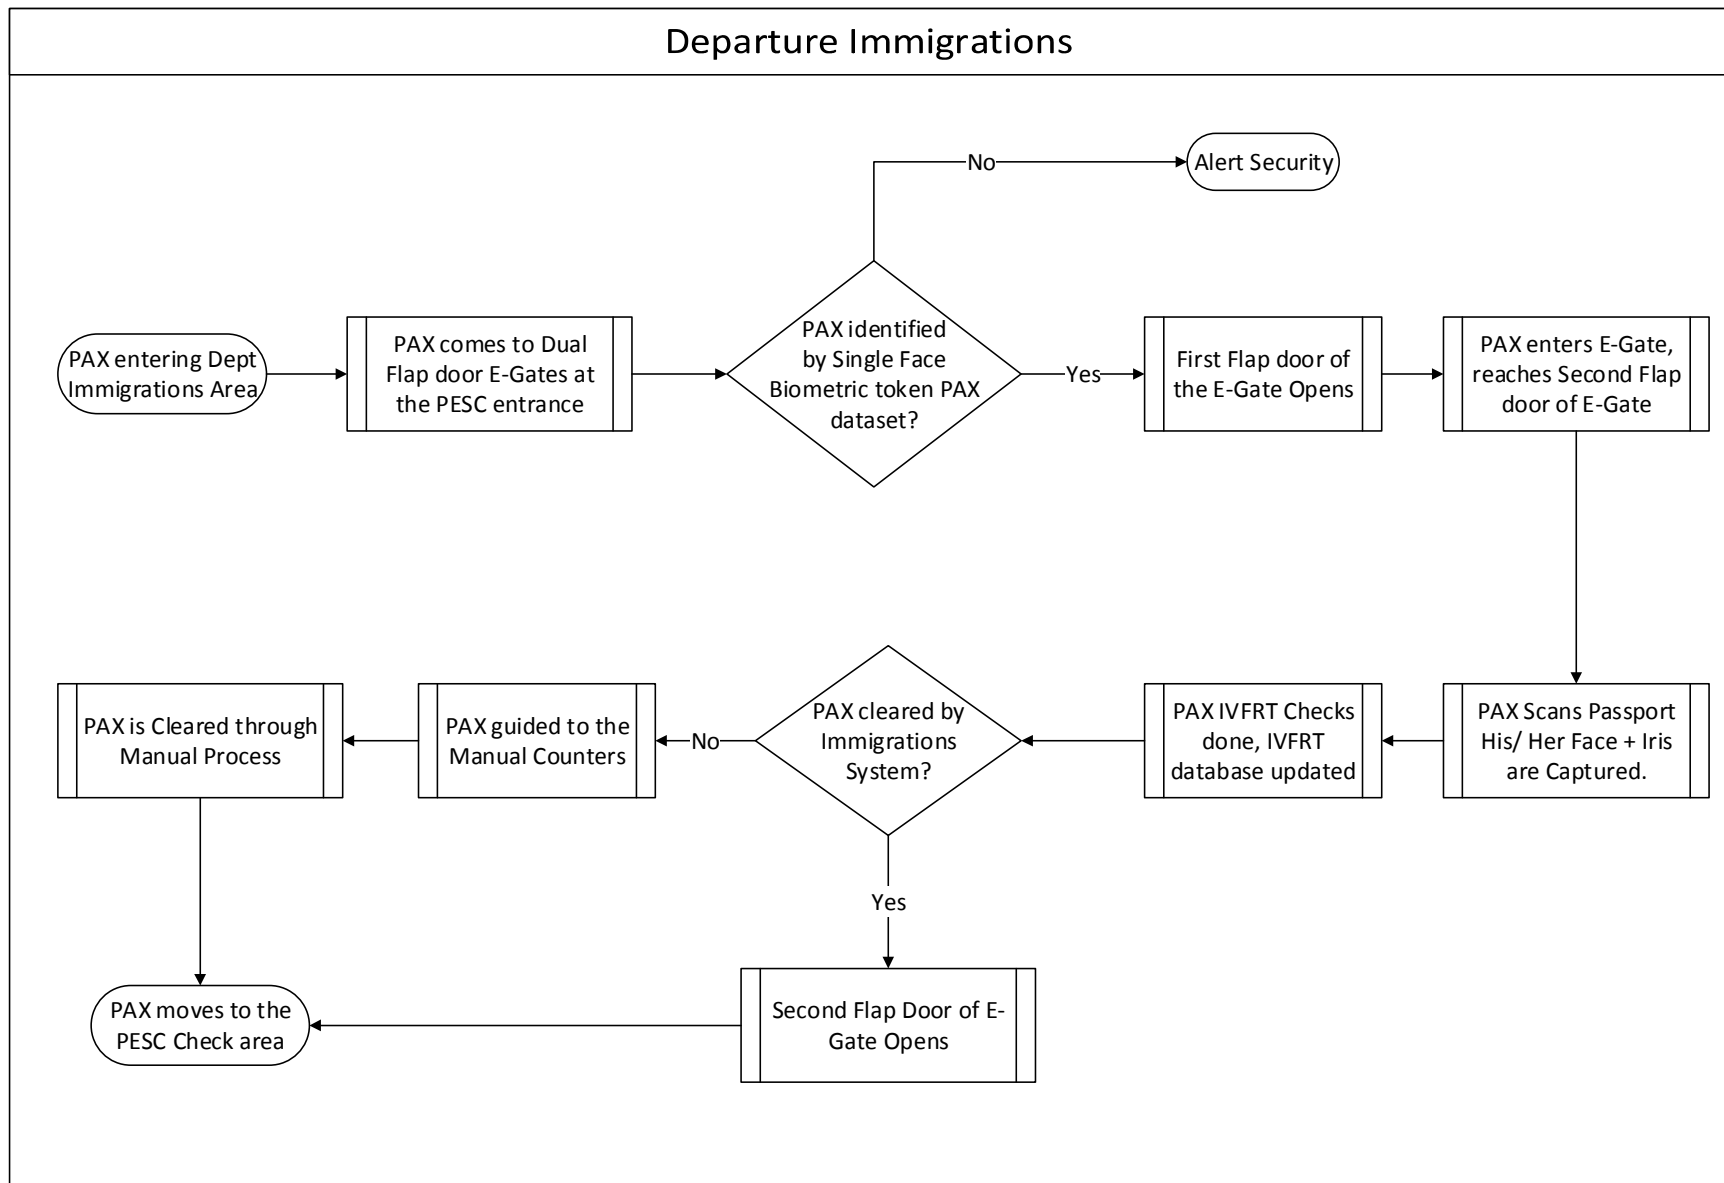 Departure Immigrations
No
Alert Security
PAX entering Dept
Immigrations Area
PAX comes to Dual
Flap door E-Gates at
the PESC entrance
PAX identified
by Single Face
Biometric token PAX
dataset?
Yes
First Flap door of
the E-Gate Opens
PAX enters E-Gate,
reaches Second Flap
door of E-Gate
PAX Scans Passport
His/ Her Face + Iris
are Captured.
PAX IVFRT Checks
done, IVFRT
database updated
PAX cleared by
Immigrations
System?
No
PAX guided to the
Manual Counters
PAX is Cleared through
Manual Process
Yes
Second Flap Door of E-
Gate Opens
PAX moves to the
PESC Check area